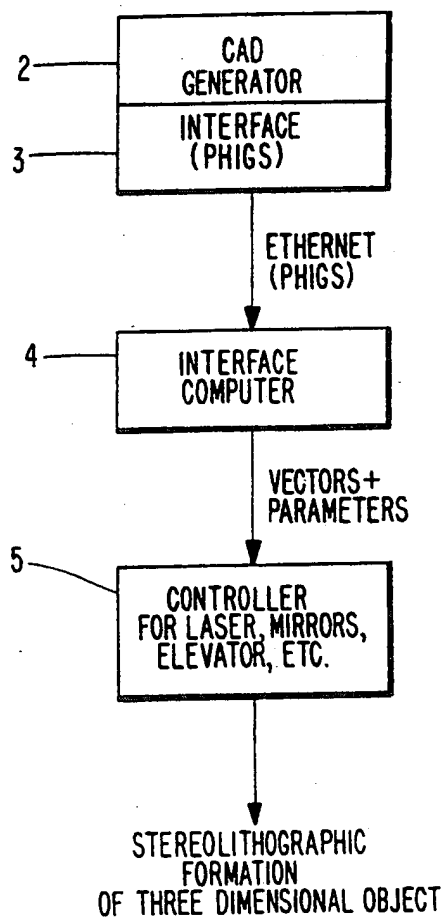 2
CAD
GENERATOR
3
INTERFACE
(PHIGS)
ETHERNET
(PHIGS)
4
INTERFACE
COMPUTER
VECTORS+
PARAMETERS
5
CONTROLLER
FOR LASER, MIRRORS,
ELEVATOR, ETC.
STEREOLITHOGRAPHIC
FORMATION
OF THREE DIMENSIONAL OBJECT